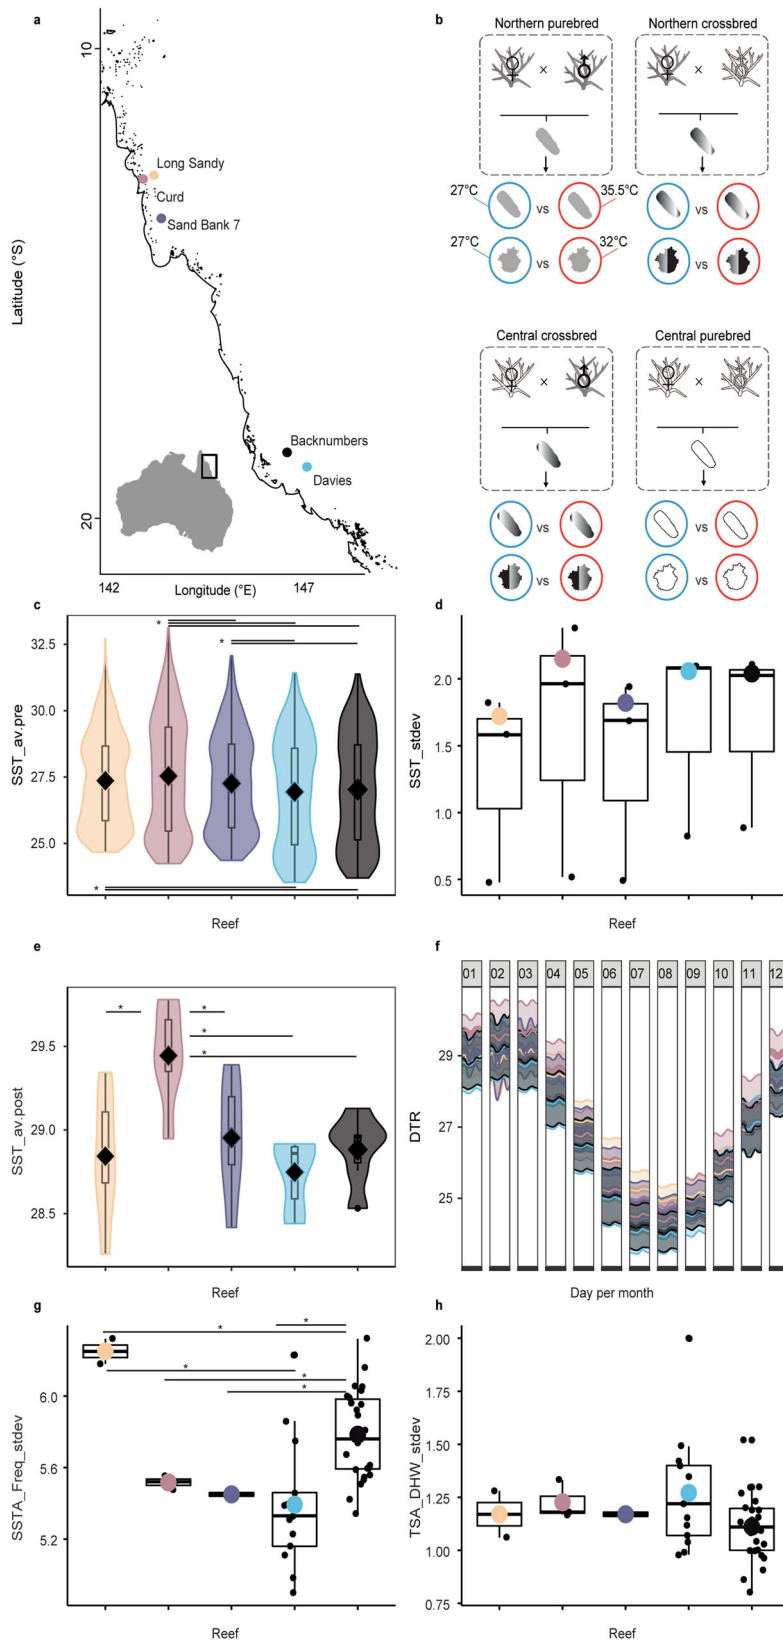 a
10
Long Sandy
Curd
Sand Bank 7
Latitude (°S)
Backnumbers
Davies
20
142
Longitude (°E)
147
b
Northern purebred
Northern crossbred
♀ × ♂
♀ × ♂
27°C
vs
35.5°C
vs
27°C
vs
32°C
vs
Central crossbred
Central purebred
♀ × ♂
♀ × ♂
vs
vs
vs
vs
c
*
*
32.5
30.0
27.5
25.0
SST_av.pre
*
Reef
d
2.0
1.5
1.0
0.5
SST_stdev
Reef
e
*
*
*
*
29.5
29.0
28.5
SST_av.post
Reef
f
01 02 03 04 05 06 07 08 09 10 11 12
29
27
25
DTR
Day per month
g
*
*
*
*
*
6.0
5.6
5.2
SSTA_Freq_stdev
Reef
h
2.00
1.75
1.50
1.25
1.00
0.75
TSA_DHW_stdev
Reef